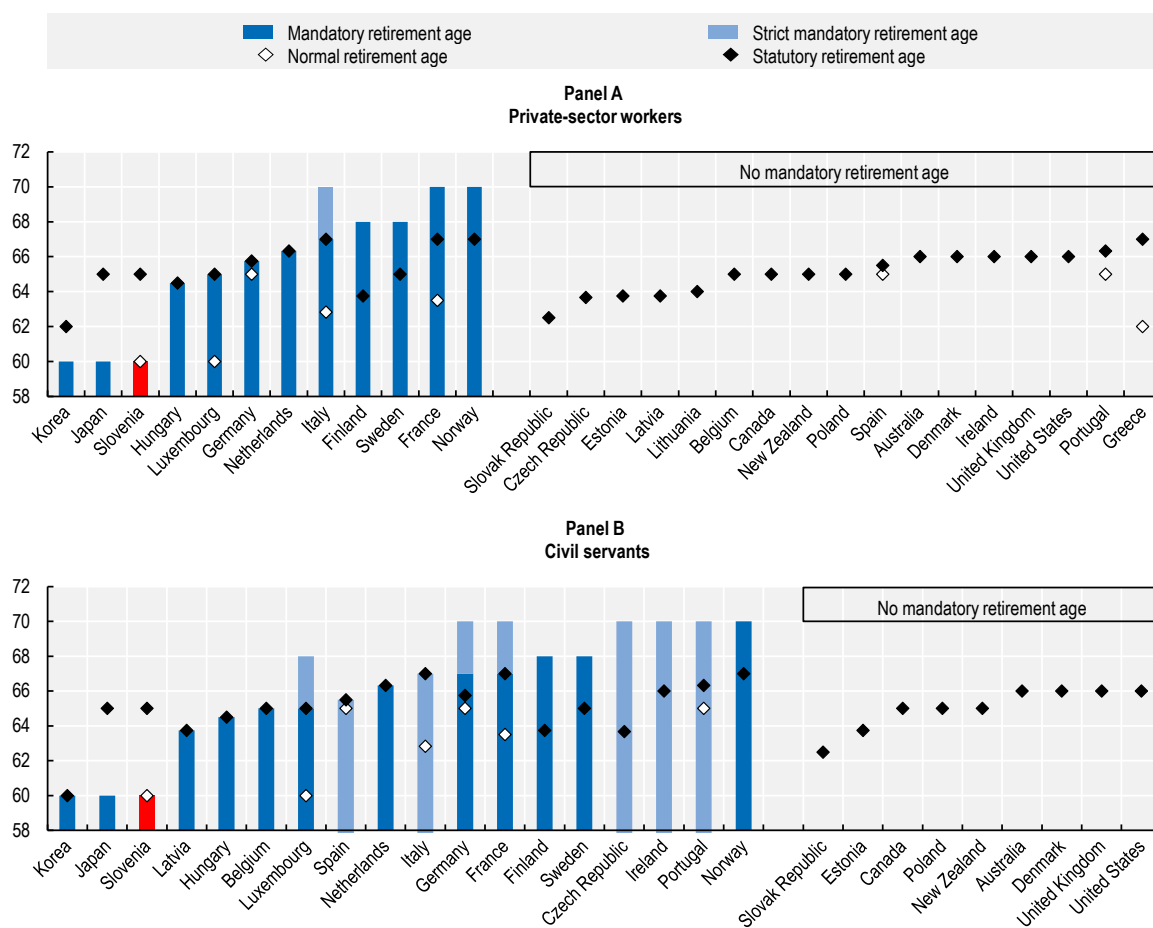 Mandatory retirement age
Strict mandatory retirement age
Normal retirement age
Statutory retirement age
Panel A
Private-sector workers
72
70
68
66
64
62
60
58
No mandatory retirement age
Korea
Japan
Slovenia
Hungary
Luxembourg
Germany
Netherlands
Italy
Finland
Sweden
France
Norway
Slovak Republic
Czech Republic
Estonia
Latvia
Lithuania
Belgium
Canada
New Zealand
Poland
Spain
Australia
Denmark
Ireland
United Kingdom
United States
Portugal
Greece
Panel B
Civil servants
72
70
68
66
64
62
60
58
No mandatory retirement age
Korea
Japan
Slovenia
Latvia
Hungary
Belgium
Luxembourg
Spain
Netherlands
Italy
Germany
France
Finland
Sweden
Czech Republic
Ireland
Portugal
Norway
Slovak Republic
Estonia
Canada
Poland
New Zealand
Australia
Denmark
United Kingdom
United States